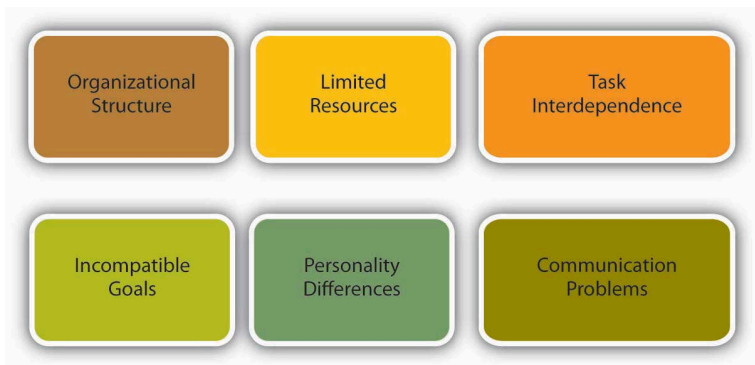 Organizational
Structure
Limited
Resources
Task
Interdependence
Incompatible
Goals
Personality
Differences
Communication
Problems